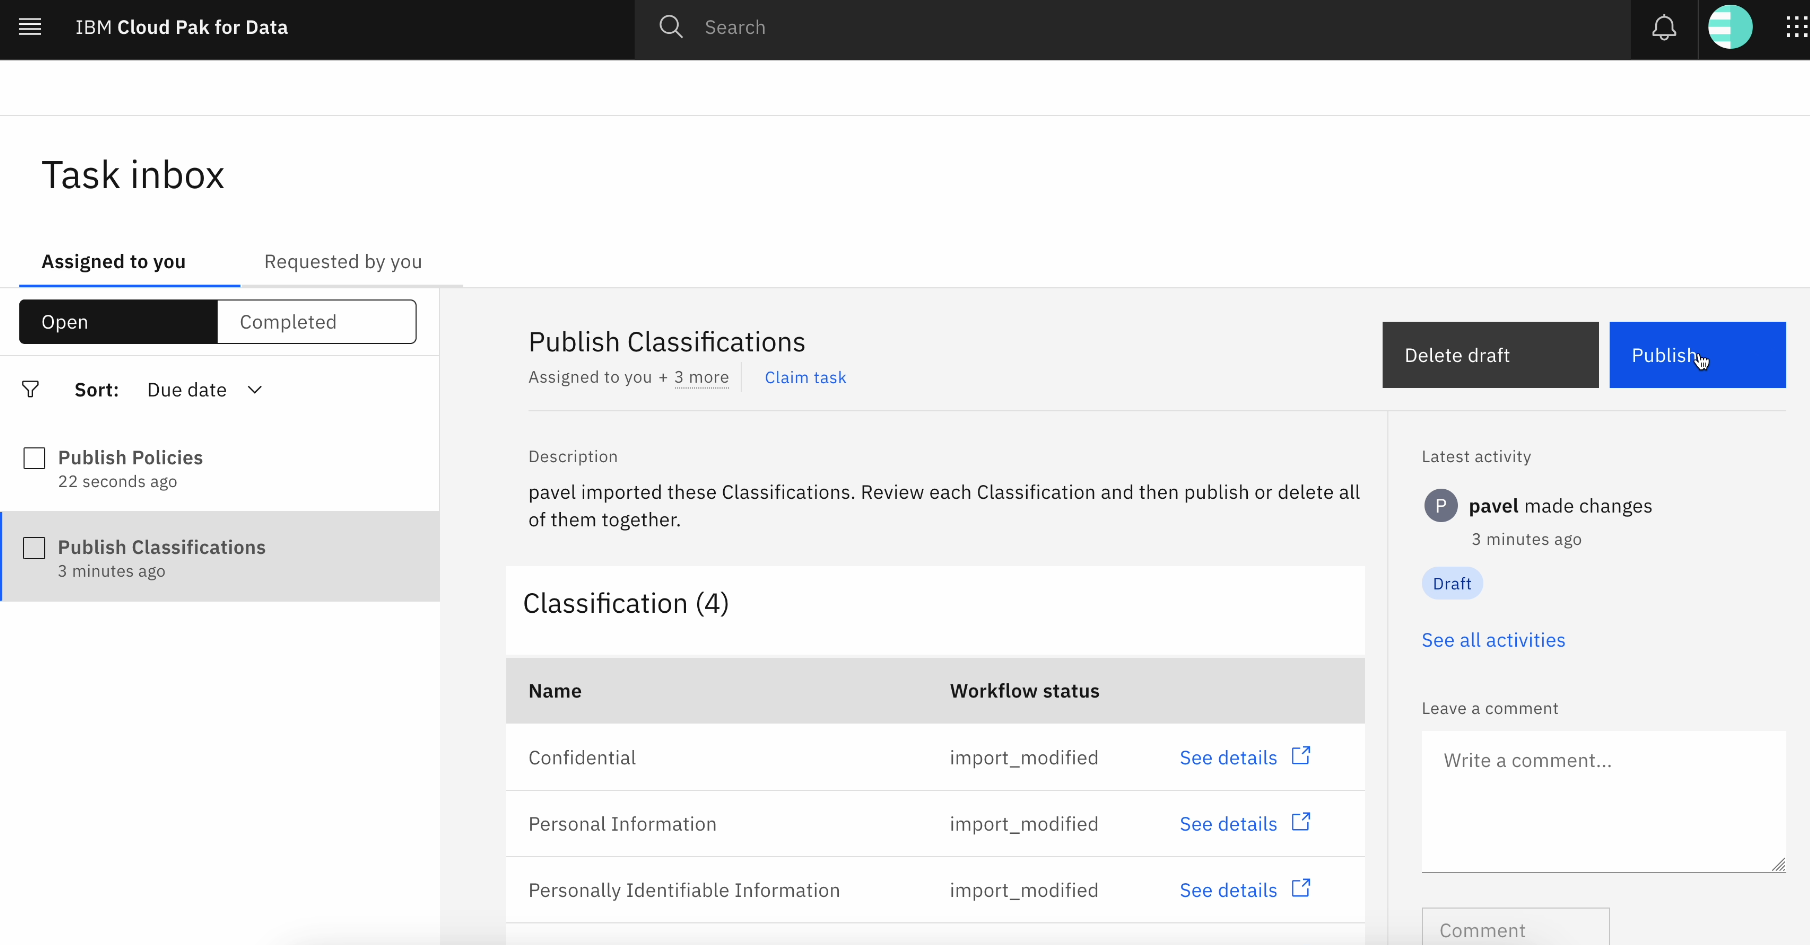 IBM Cloud Pak for Data
Search
Task inbox
Assigned to you
Requested by you
Open
Completed
Sort: Due date
Publish Policies
22 seconds ago
Publish Classifications
3 minutes ago
Publish Classifications
Assigned to you + 3 more
Claim task
Delete draft
Publish
Description
pavel imported these Classifications. Review each Classification and then publish or delete all
of them together.
Classification (4)
Name Workflow status
Confidential import_modified See details
Personal Information import_modified See details
Personally Identifiable Information import_modified See details
Latest activity
P pavel made changes
3 minutes ago
Draft
See all activities
Leave a comment
Write a comment...
Comment